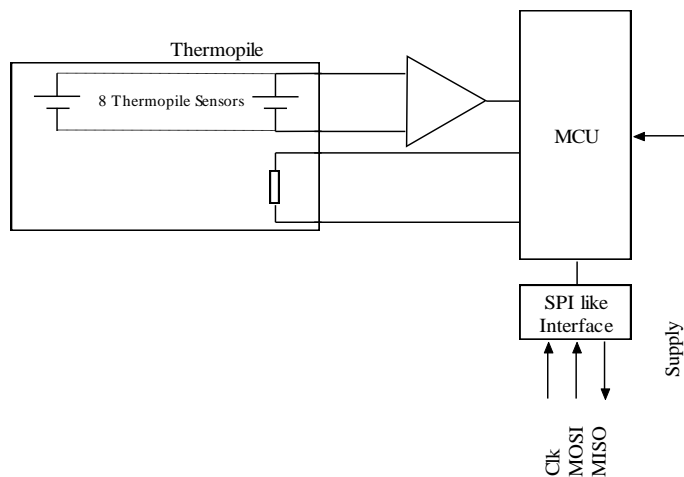 Thermopile
8 Thermopile Sensors
MCU
SPI like
Interface
Supply
Clk
MOSI
MISO